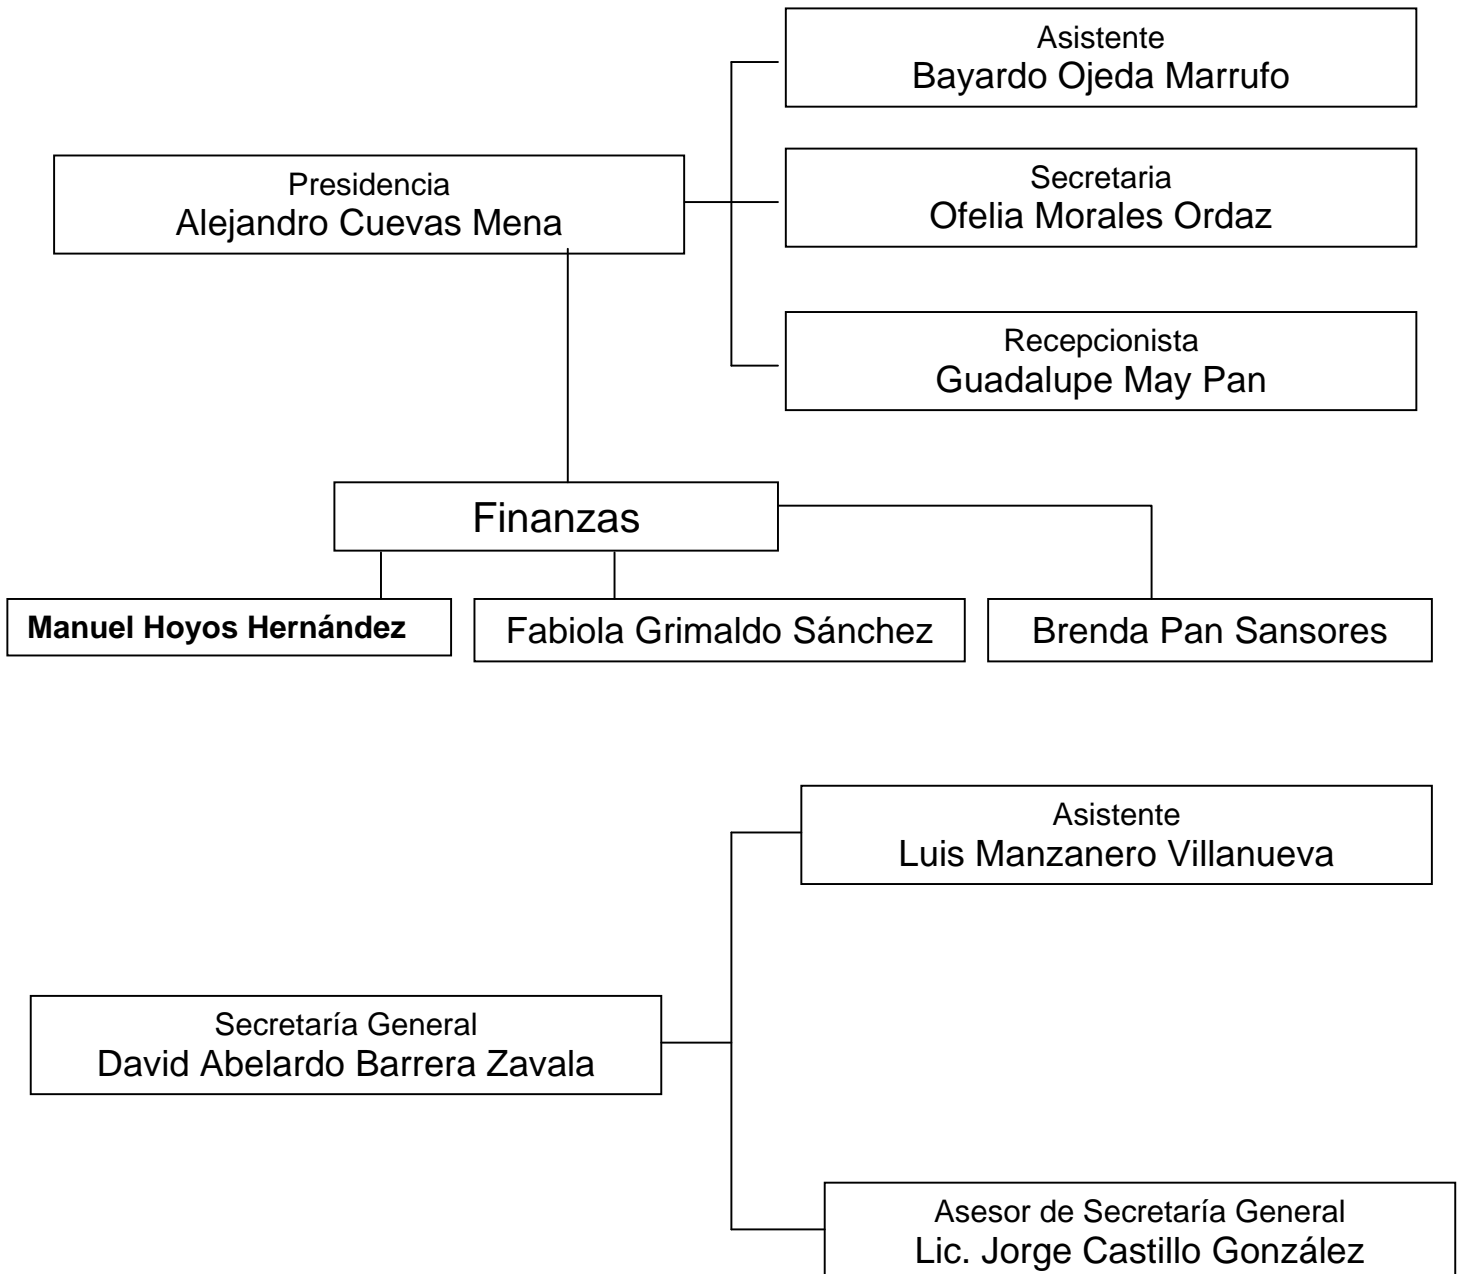 Asistente
Bayardo Ojeda Marrufo
Presidencia
Alejandro Cuevas Mena
Secretaria
Ofelia Morales Ordaz
Recepcionista
Guadalupe May Pan
Finanzas
Manuel Hoyos Hernández
Fabiola Grimaldo Sánchez
Brenda Pan Sansores
Asistente
Luis Manzanero Villanueva
Secretaría General
David Abelardo Barrera Zavala
Asesor de Secretaría General
Lic. Jorge Castillo González